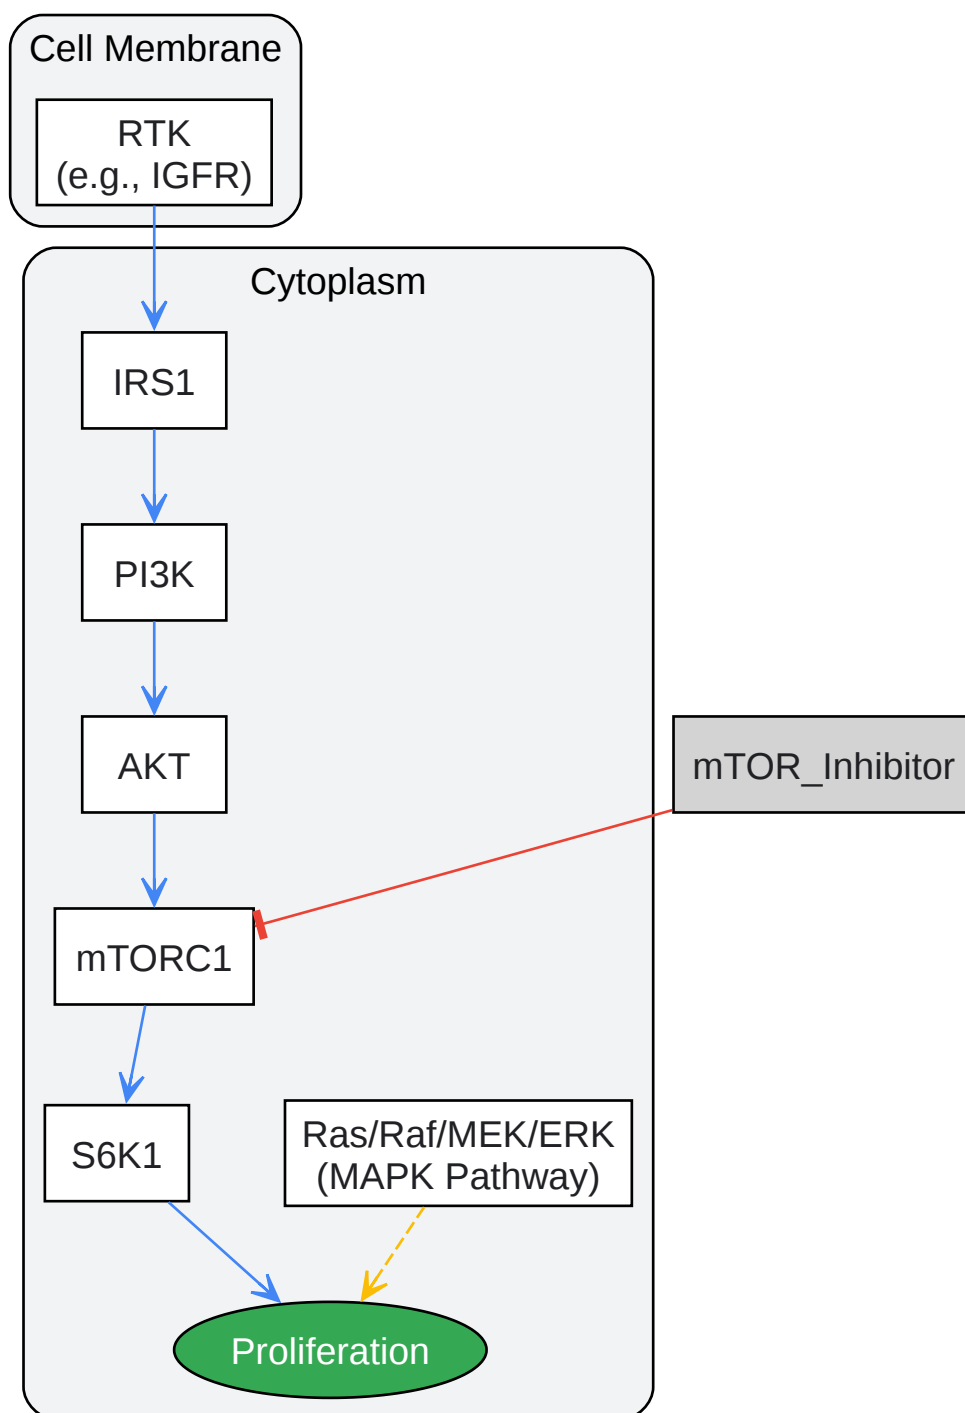 Cell Membrane
RTK
(e.g., IGFR)
Cytoplasm
IRS1
PI3K
AKT
mTOR_Inhibitor
mTORC1
S6K1
Ras/Raf/MEK/ERK
(MAPK Pathway)
Proliferation